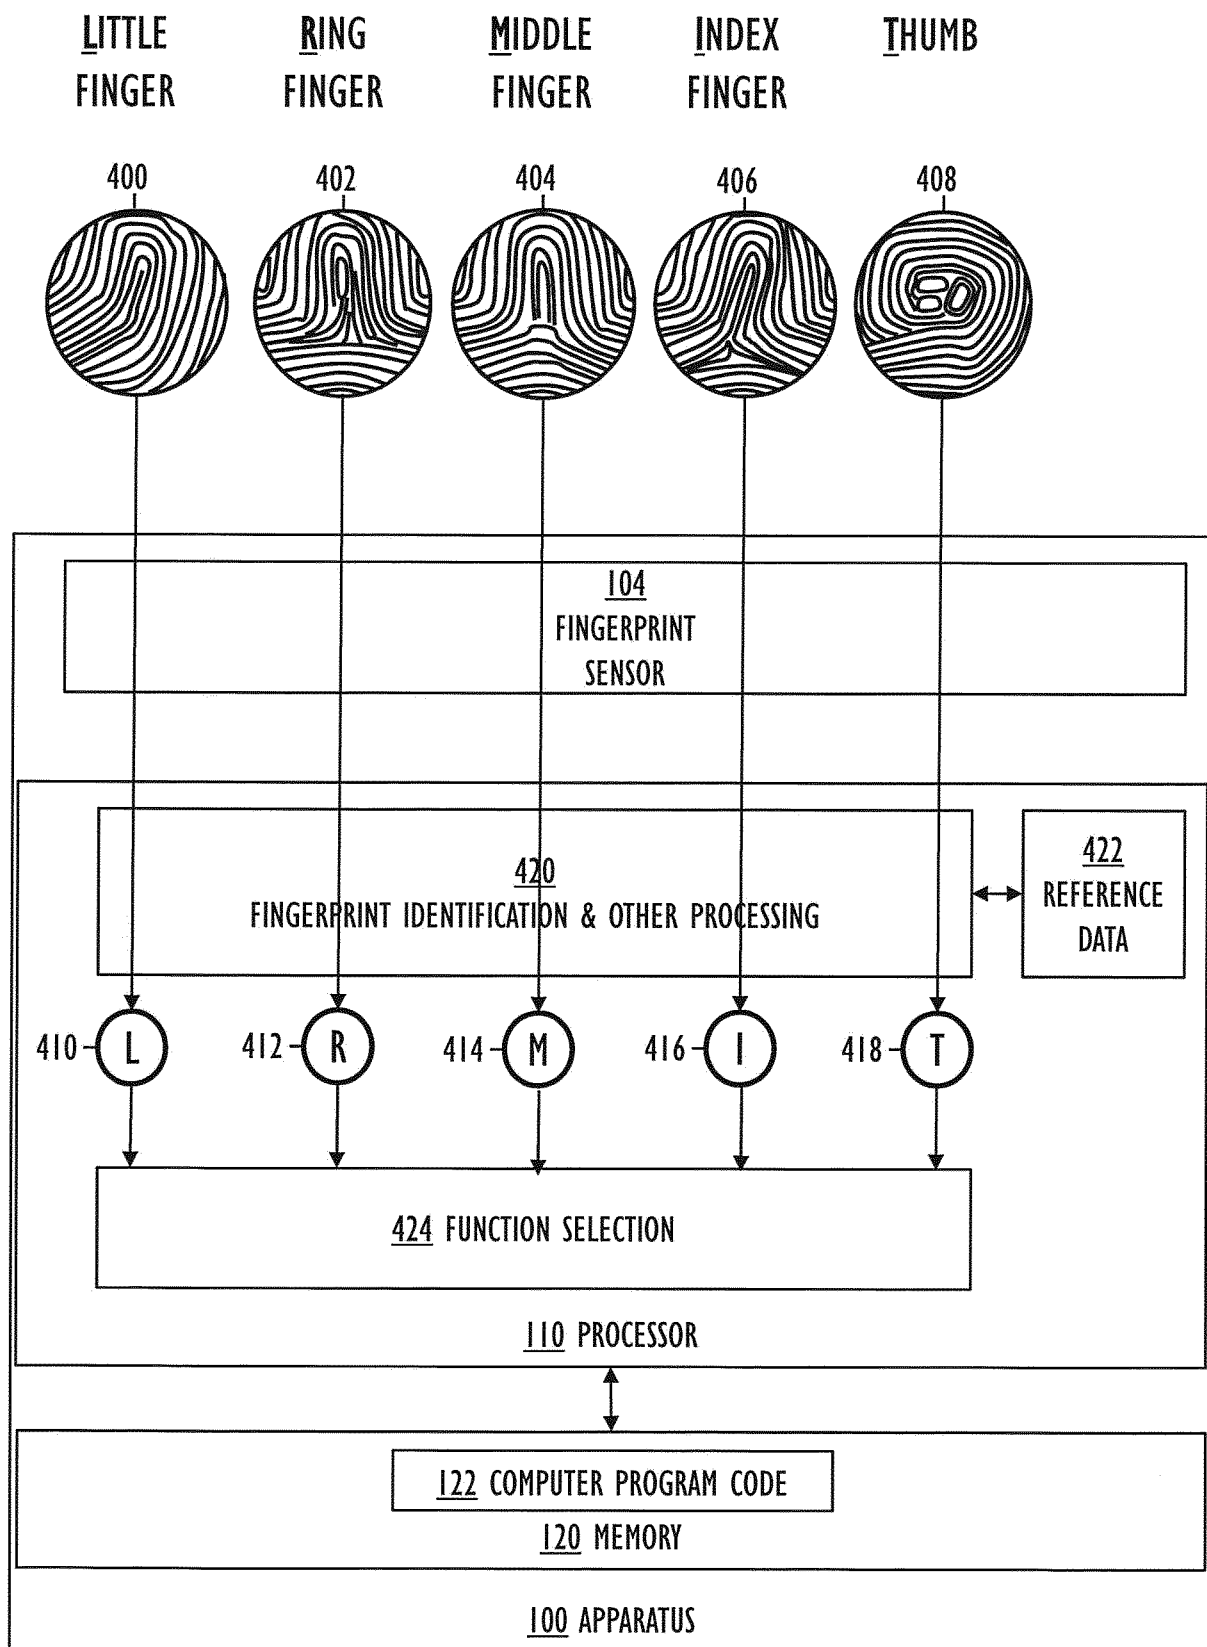 LITTLE FINGER
RING FINGER
MIDDLE FINGER
INDEX FINGER
THUMB
400
402
404
406
408
104
FINGERPRINT
SENSOR
420
FINGERPRINT IDENTIFICATION & OTHER PROCESSING
422
REFERENCE
DATA
410
L
412
R
414
M
416
I
418
T
424 FUNCTION SELECTION
110 PROCESSOR
122 COMPUTER PROGRAM CODE
120 MEMORY
100 APPARATUS